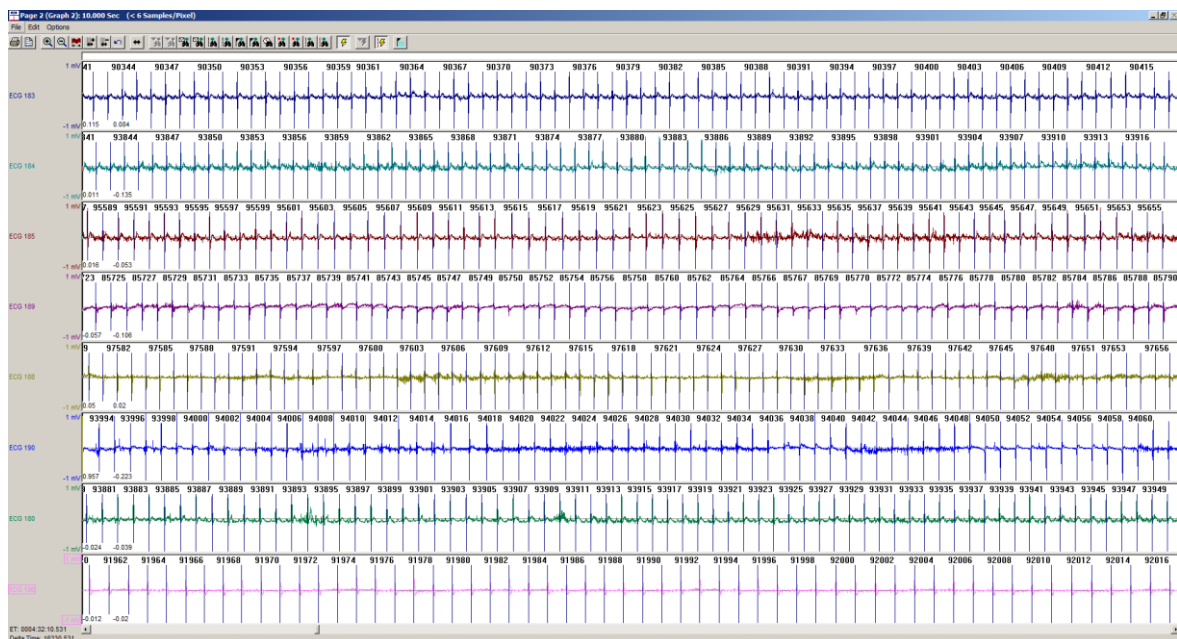 Page 2 (Graph 2): 10.000 Sec (< 6 Samples/Pixel)
File Edit Options
1 mV 341 90344 90347 90350 90353 90356 90359 90361 90364 90367 90370 90373 90376 90379 90382 90385 90388 90391 90394 90397 90400 90403 90406 90409 90412 90415
ECG 183
-1 mV 0.115 0.084
1 mV 341 93844 93847 93850 93853 93856 93859 93862 93865 93868 93871 93874 93877 93880 93883 93886 93889 93892 93895 93898 93901 93904 93907 93910 93913 93916
ECG 184
-1 mV 0.011 -0.135
1 mV 7, 95589 95591 95593 95595 95597 95599 95601 95603 95605 95607 95609 95611 95613 95615 95617 95619 95621 95623 95625 95627 95629 95631 95633 95635 95637 95639 95641 95643 95645 95647 95649 95651 95653 95655
ECG 185
-1 mV 0.016 -0.053
1 mV 723 85725 85727 85729 85731 85733 85735 85737 85739 85741 85743 85745 85747 85749 85750 85752 85754 85756 85758 85760 85762 85764 85766 85767 85769 85770 85772 85774 85776 85778 85780 85782 85784 85786 85788 85790
ECG 189
-1 mV -0.057 -0.106
1 mV 9 97582 97585 97588 97591 97594 97597 97600 97603 97606 97609 97612 97615 97618 97621 97624 97627 97630 97633 97636 97639 97642 97645 97648 97651 97653 97656
ECG 188
-1 mV 0.05 0.02
1 mV 93994 93996 93998 94000 94002 94004 94006 94008 94010 94012 94014 94016 94018 94020 94022 94024 94026 94028 94030 94032 94034 94036 94038 94040 94042 94044 94046 94048 94050 94052 94054 94056 94058 94060
ECG 190
-1 mV 0.957 -0.223
1 mV 93881 93883 93885 93887 93889 93891 93893 93895 93897 93899 93901 93903 93905 93907 93909 93911 93913 93915 93917 93919 93921 93923 93925 93927 93929 93931 93933 93935 93937 93939 93941 93943 93945 93947 93949
ECG 180
-1 mV -0.024 -0.039
0 91962 91964 91966 91968 91970 91972 91974 91976 91978 91980 91982 91984 91986 91988 91990 91992 91994 91996 91998 92000 92002 92004 92006 92008 92010 92012 92014 92016
-0.012 -0.02
ET: 0004:32:10.531
Delta Time: 16330.531